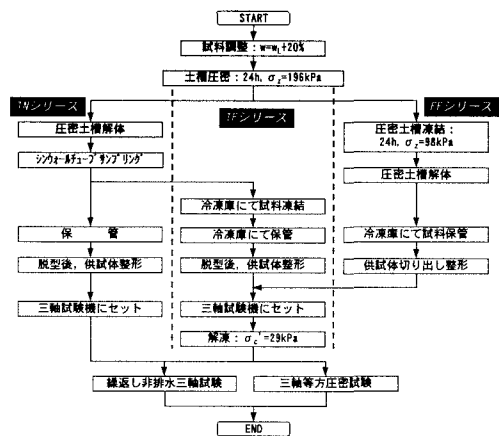 START
試料調整：w=wL+20%
土槽圧密：24h, σz=196kPa
TNシリーズ
TFシリーズ
FFシリーズ
圧密土槽解体
圧密土槽凍結：
24h, σz=98kPa
シンウォールチューブサンプリング
圧密土槽解体
冷凍庫にて試料凍結
保　管
冷凍庫にて保管
冷凍庫にて試料保管
脱型後，供試体整形
脱型後，供試体整形
供試体切り出し整形
三軸試験機にセット
三軸試験機にセット
解凍：σc'=29kPa
繰返し非排水三軸試験
三軸等方圧密試験
END